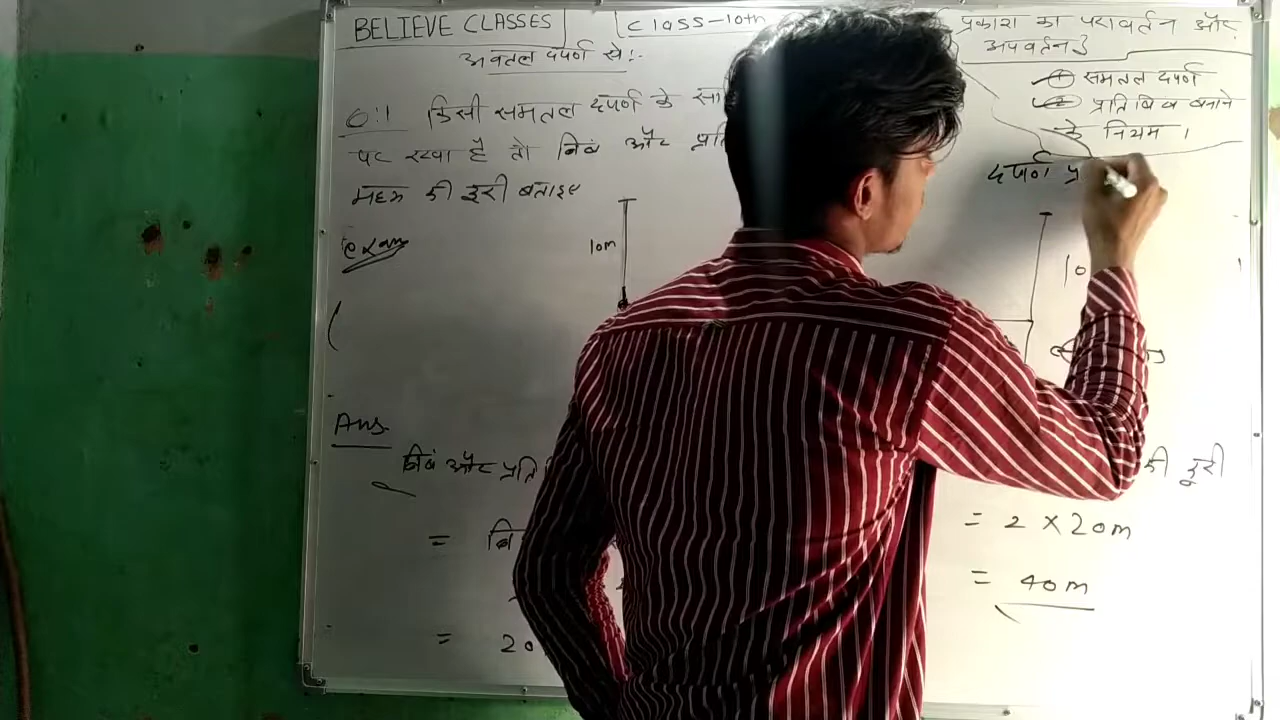 BELIEVE CLASSES
Class-10th
प्रकाश का परावर्तन और
अपवर्तन
अवतल दर्पण से :-
① समतल दर्पण
② प्रतिबिंब बनाने
के नियम ।
Q.1 किसी समतल दर्पण के
पर रखा है तो बिंब और
मध्य की दूरी बताइए
दर्पण
exam
10m
10
Ans.
बिंब और प्रति
की दूरी
=
= 2 × 20m
= 40m
= 20